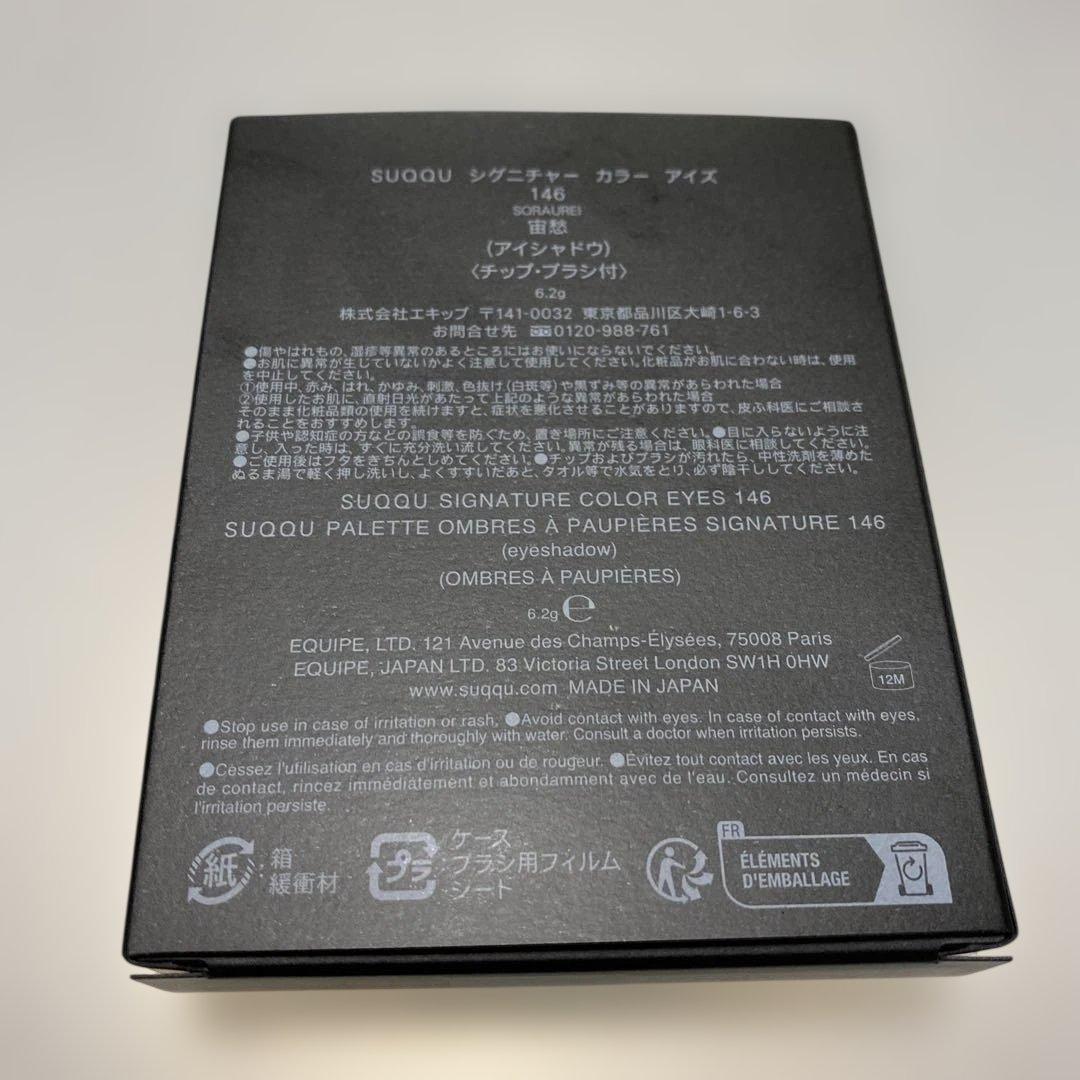 SUQQU シグニチャー カラー アイズ
146
SORAUREI
宙愁
(アイシャドウ)
〈チップ・ブラシ付〉
6.2g
株式会社エキップ 〒141-0032 東京都品川区大崎1-6-3
お問合せ先 0120-988-761
●傷やはれもの、湿疹等異常のあるところにはお使いにならないでください。
●お肌に異常が生じていないかよく注意して使用してください。化粧品がお肌に合わない時は、使用
を中止してください。
①使用中、赤み、はれ、かゆみ、刺激、色抜け(白斑等)や黒ずみ等の異常があらわれた場合
②使用したお肌に、直射日光があたって上記のような異常があらわれた場合
そのまま化粧品類の使用を続けますと、症状を悪化させることがありますので、皮ふ科医にご相談さ
れることをおすすめします。
●子供や認知症の方などの誤食等を防ぐため、置き場所にご注意ください。●目に入らないように注
意し、入った時は、すぐに充分洗い流してください。異常が残る場合は、眼科医に相談してください。
●ご使用後はフタをきちんとしめてください。●チップおよびブラシが汚れたら、中性洗剤を薄めた
ぬるま湯で軽く押し洗いし、よくすすいだあと、タオル等で水気をとり、必ず陰干ししてください。
SUQQU SIGNATURE COLOR EYES 146
SUQQU PALETTE OMBRES À PAUPIÈRES SIGNATURE 146
(eyeshadow)
(OMBRES À PAUPIÈRES)
6.2g ℮
EQUIPE, LTD. 121 Avenue des Champs-Élysées, 75008 Paris
EQUIPE, JAPAN LTD. 83 Victoria Street London SW1H 0HW
www.suqqu.com MADE IN JAPAN
12M
●Stop use in case of irritation or rash. ●Avoid contact with eyes. In case of contact with eyes,
rinse them immediately and thoroughly with water. Consult a doctor when irritation persists.
●Cessez l'utilisation en cas d'irritation ou de rougeur. ●Évitez tout contact avec les yeux. En cas
de contact, rincez immédiatement et abondamment avec de l'eau. Consultez un médecin si
l'irritation persiste.
紙 :箱
緩衝材
プラ :ケース
:ブラシ用フィルム
:シート
FR
ÉLÉMENTS
D'EMBALLAGE